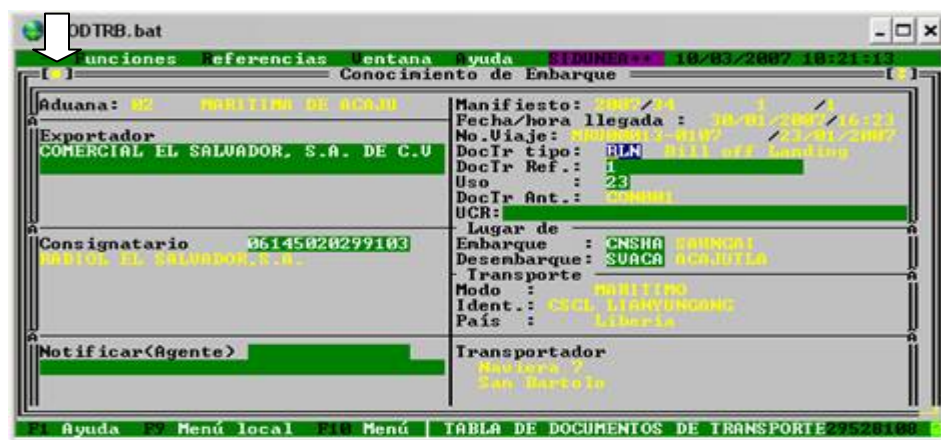 ODTRB.bat
Funciones Referencias Ventana Ayuda SIDUNEA++ 10/03/2007 10:21:13
Conocimiento de Embarque
Aduana: 02 MARITIMA DE ACAJU
Exportador
COMERCIAL EL SALVADOR, S.A. DE C.V
Consignatario 06145020299103
RADIOL EL SALVADOR,S.A.
Notificar(Agente)
Manifiesto: 2007/24 1 /1
Fecha/hora llegada : 30/01/2007/16:23
No.Viaje: /23/01/2007
DocTr tipo: BLN Bill off Landing
DocTr Ref.: 1
Uso : 23
DocTr Ant.:
UCR:
Lugar de
Embarque : CNSHA
Desembarque: SVACA ACAJUTLA
Transporte
Modo : MARITIMO
Ident.: CSCL LIANYUNGANG
País : Liberia
Transportador
Naviera 7
San Bartolo
F1 Ayuda F9 Menú local F10 Menú TABLA DE DOCUMENTOS DE TRANSPORTE 29528108